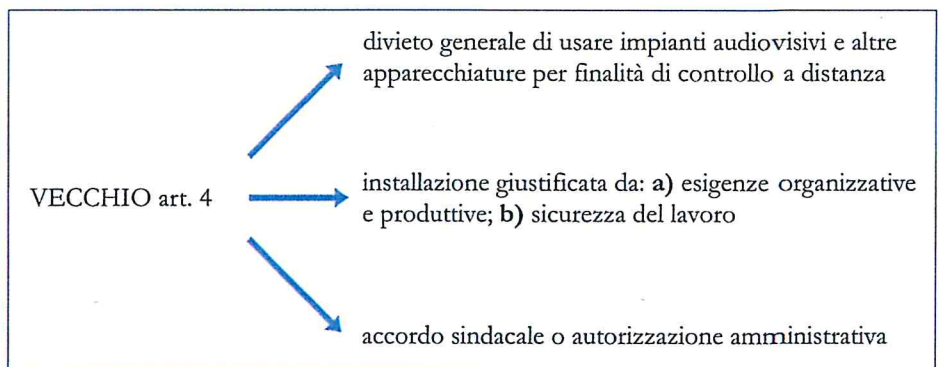 divieto generale di usare impianti audiovisivi e altre
apparecchiature per finalità di controllo a distanza
VECCHIO art. 4
installazione giustificata da: a) esigenze organizzative
e produttive; b) sicurezza del lavoro
accordo sindacale o autorizzazione amministrativa